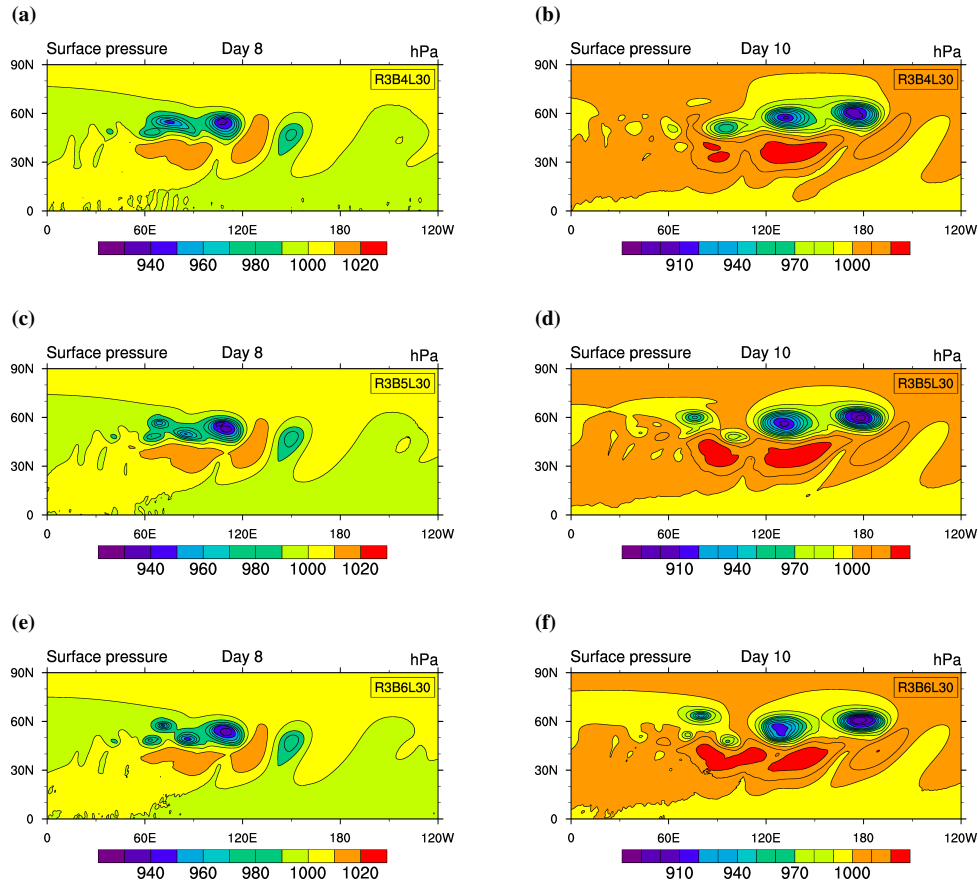 (a)
Surface pressure Day 8 hPa
R3B4L30
90N
60N
30N
0
0 60E 120E 180 120W
940 960 980 1000 1020
(b)
Surface pressure Day 10 hPa
R3B4L30
90N
60N
30N
0
0 60E 120E 180 120W
910 940 970 1000
(c)
Surface pressure Day 8 hPa
R3B5L30
90N
60N
30N
0
0 60E 120E 180 120W
940 960 980 1000 1020
(d)
Surface pressure Day 10 hPa
R3B5L30
90N
60N
30N
0
0 60E 120E 180 120W
910 940 970 1000
(e)
Surface pressure Day 8 hPa
R3B6L30
90N
60N
30N
0
0 60E 120E 180 120W
940 960 980 1000 1020
(f)
Surface pressure Day 10 hPa
R3B6L30
90N
60N
30N
0
0 60E 120E 180 120W
910 940 970 1000